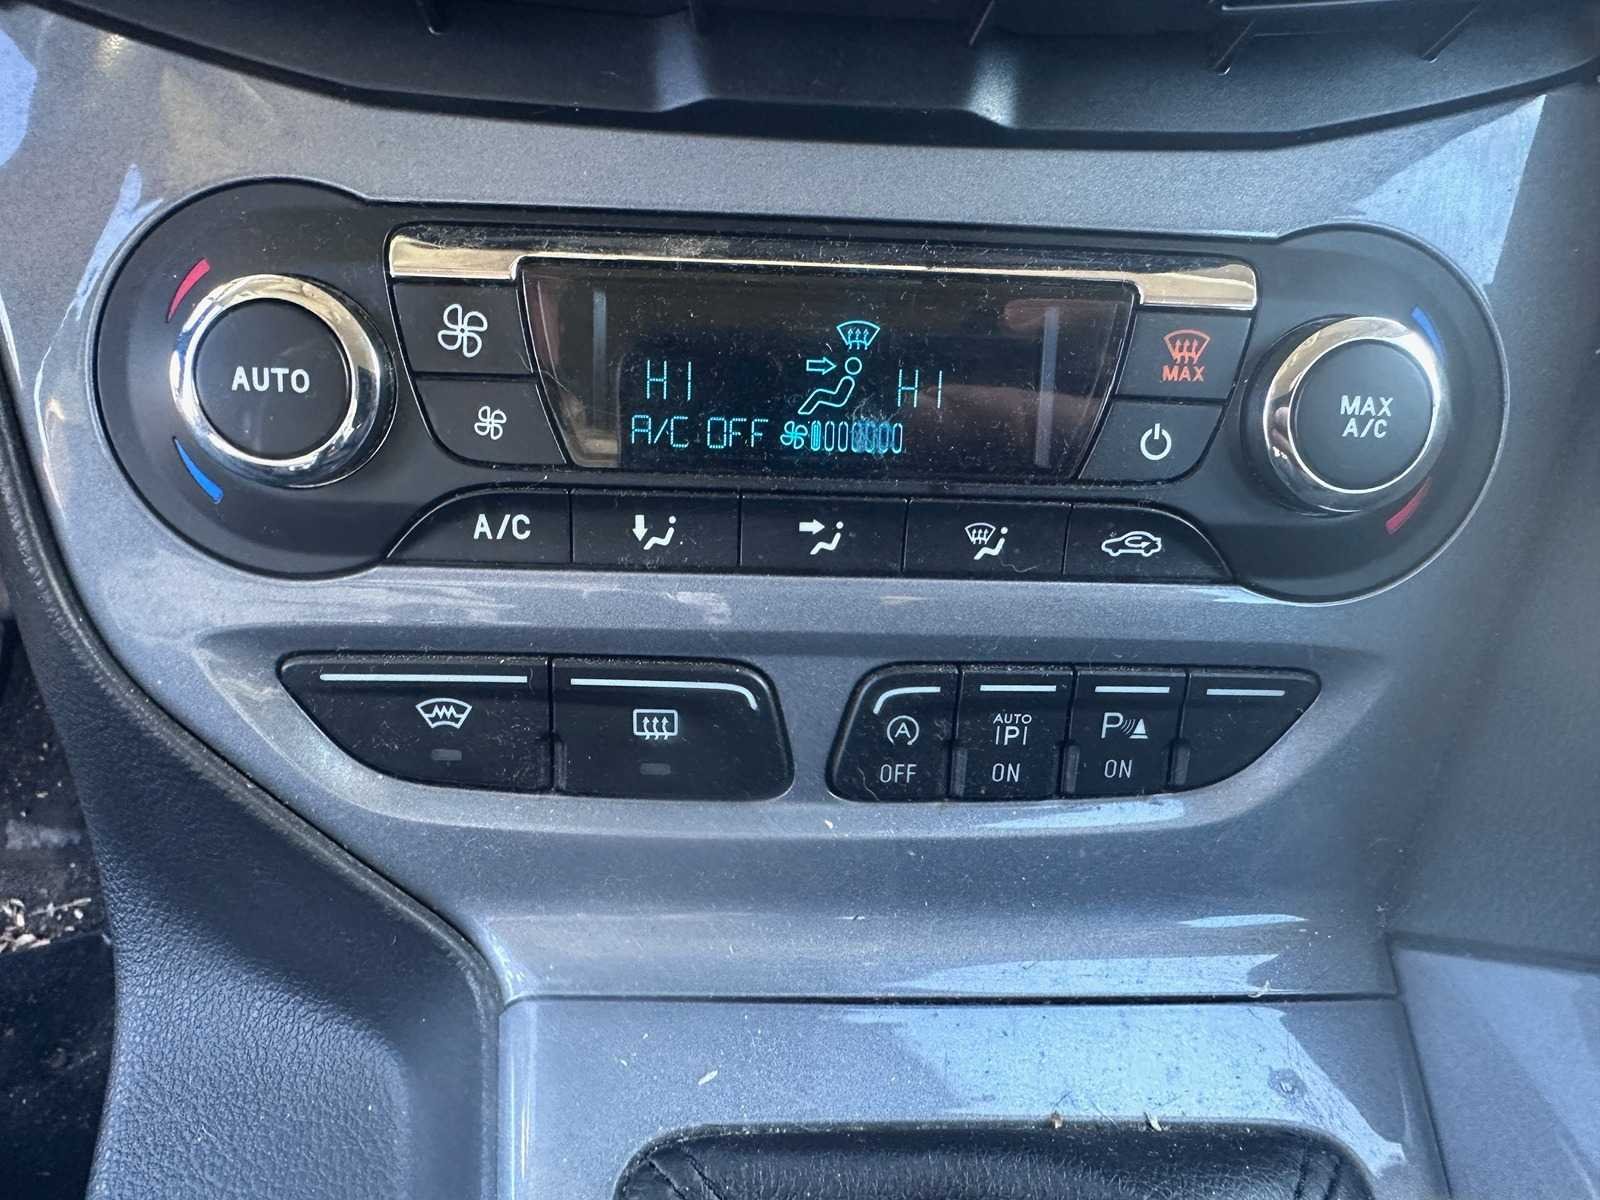 AUTO
HI
HI
A/C OFF
MAX
MAX
A/C
A/C
A
OFF
AUTO
P
ON
P
ON